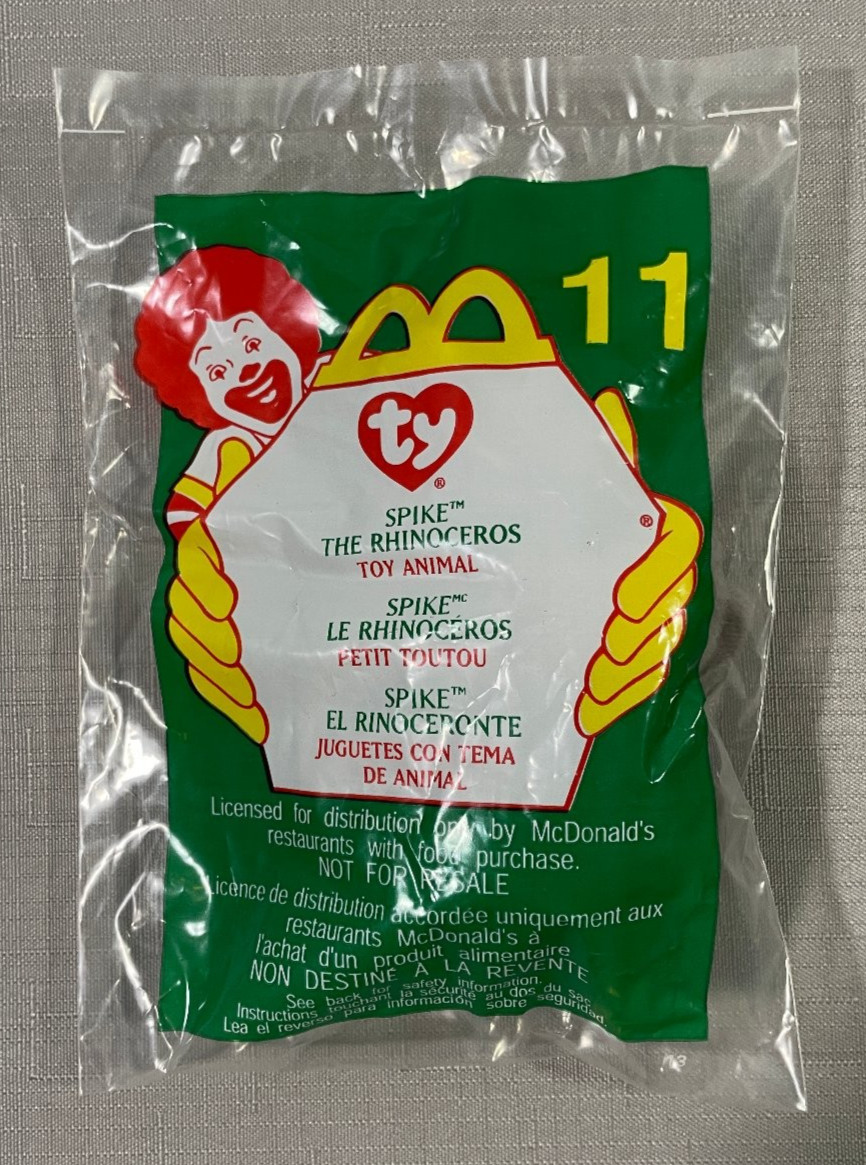 11
ty®
SPIKE™
THE RHINOCEROS
®
TOY ANIMAL
SPIKEᴹᶜ
LE RHINOCÉROS
PETIT TOUTOU
SPIKE™
EL RINOCERONTE
JUGUETES CON TEMA
DE ANIMAL
Licensed for distribution only by McDonald's
restaurants with food purchase.
NOT FOR RESALE
Licence de distribution accordée uniquement aux
restaurants McDonald's à
l'achat d'un produit alimentaire
NON DESTINÉ À LA REVENTE
See back for safety information.
Instructions touchant la sécurité au dos du sac.
Lea el reverso para información sobre seguridad.